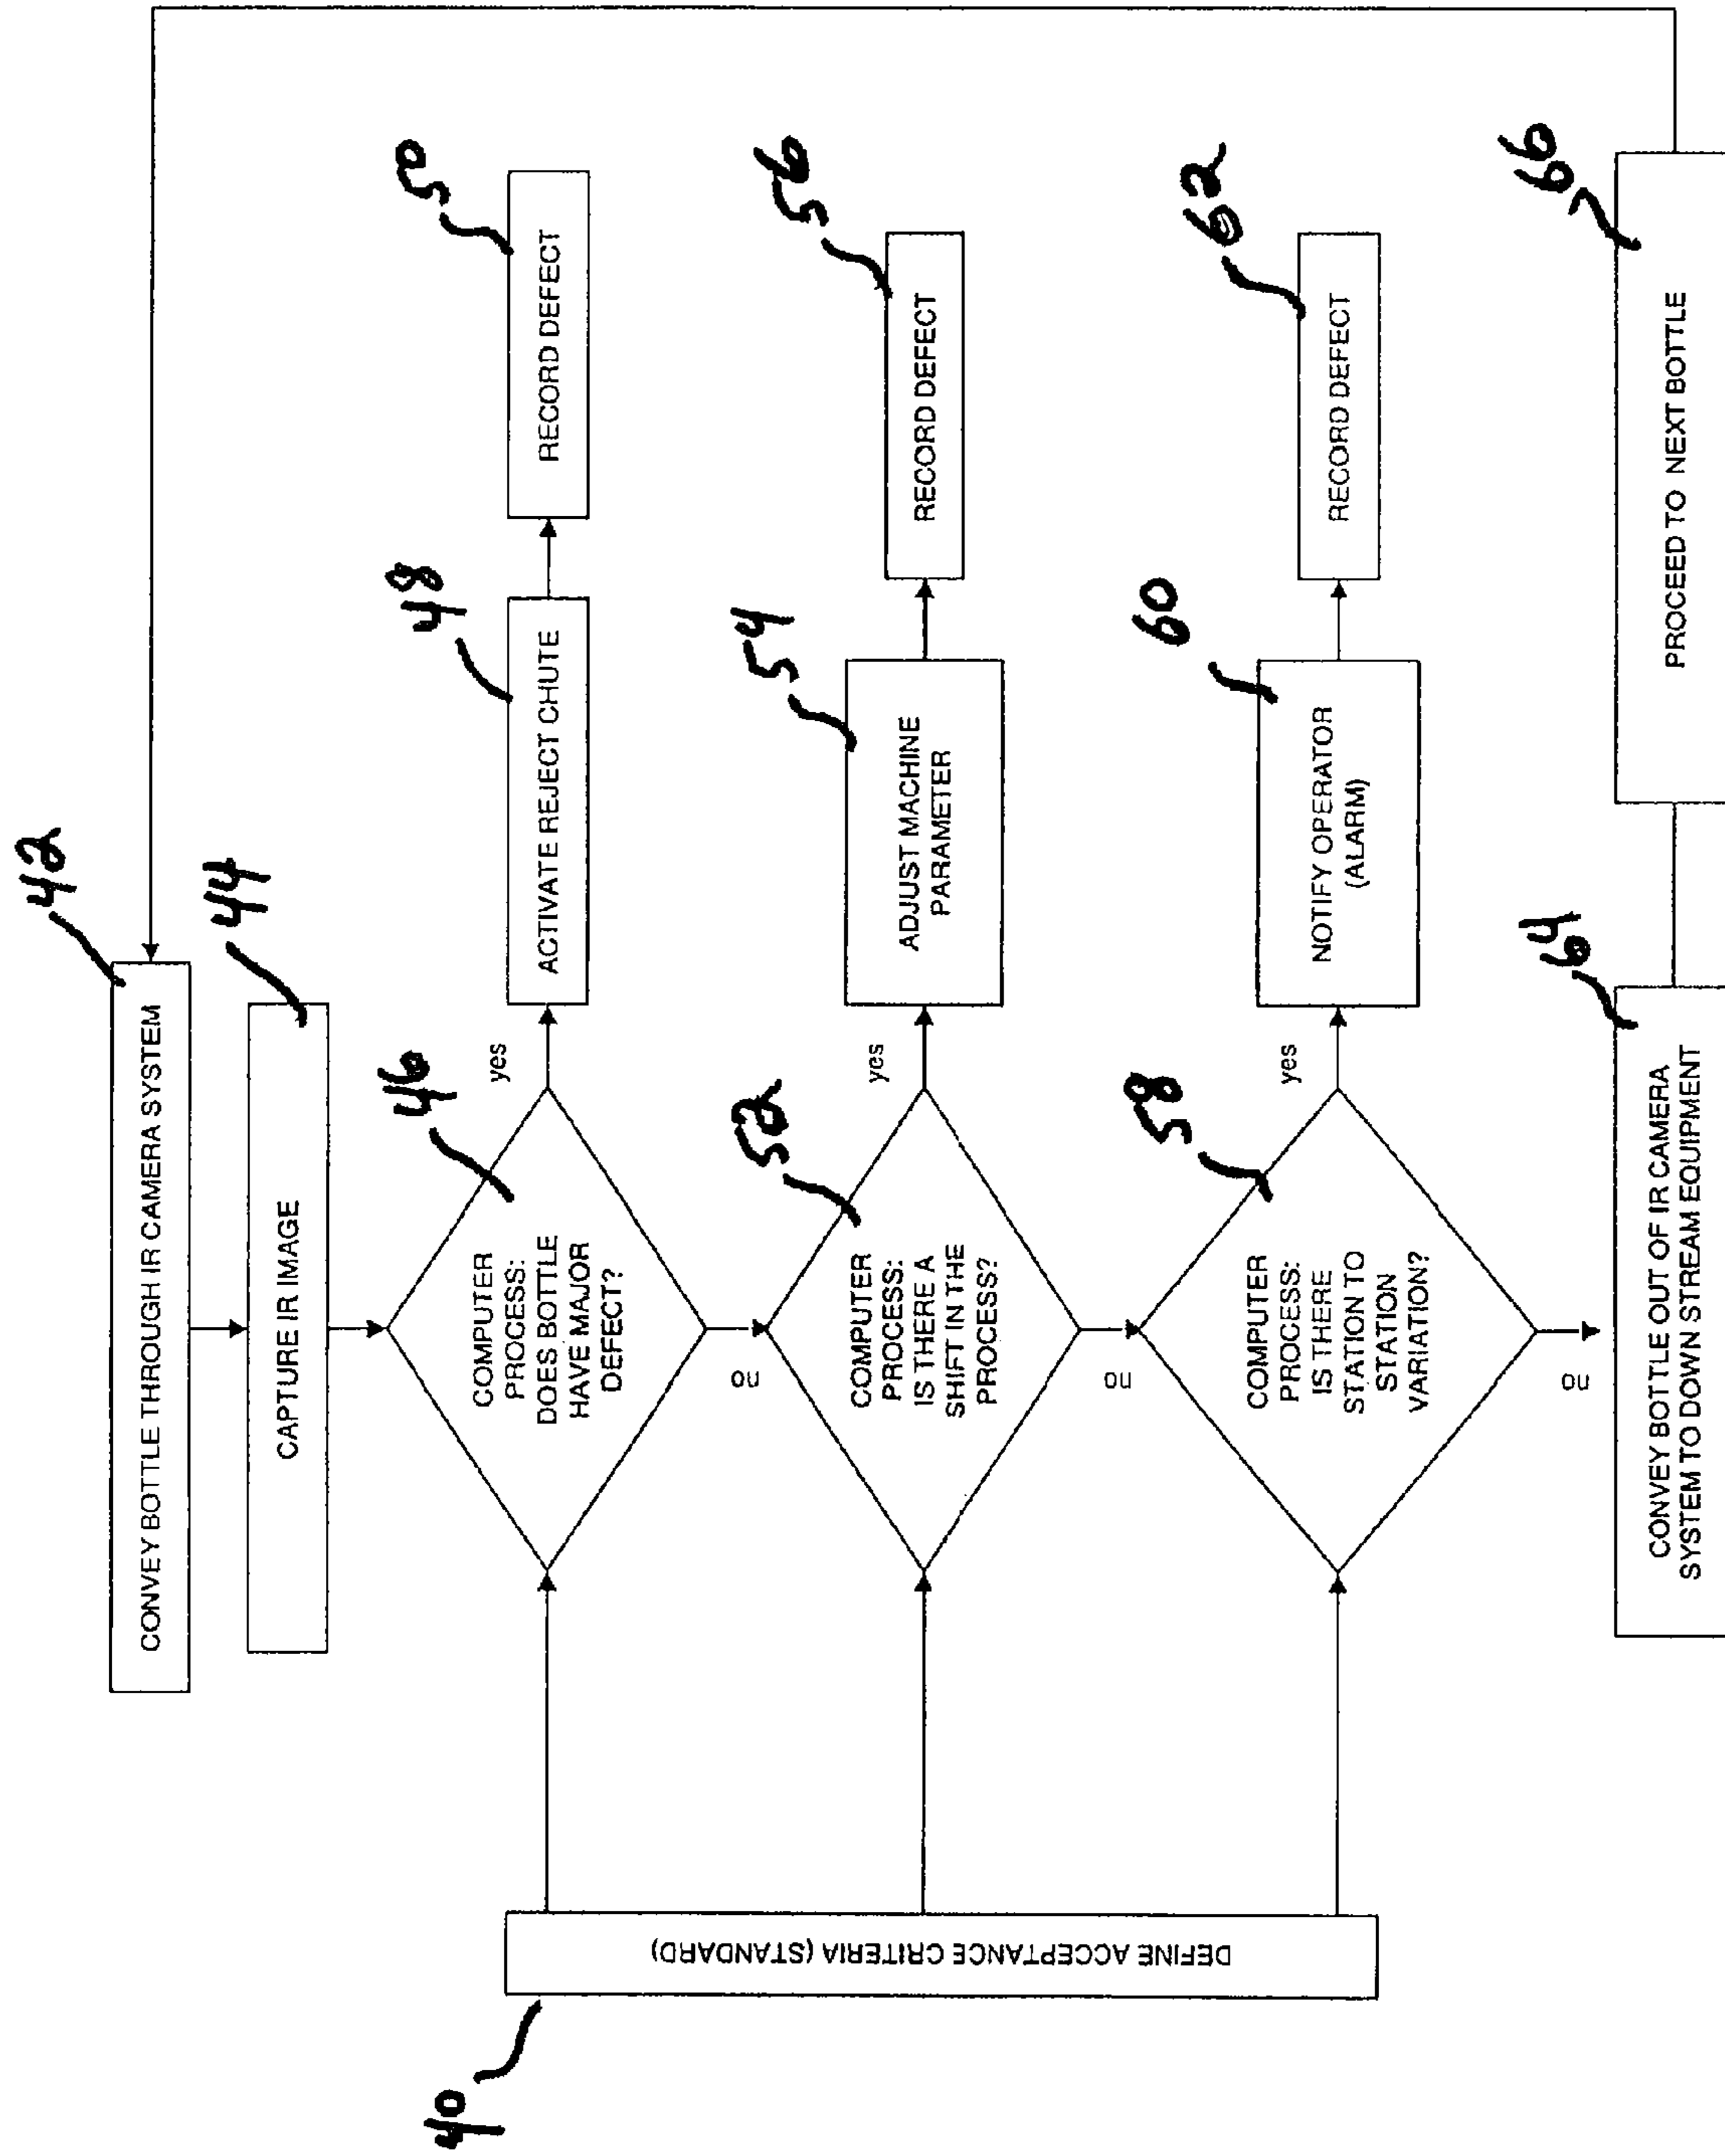 42
CONVEY BOTTLE THROUGH IR CAMERA SYSTEM
44
CAPTURE IR IMAGE
40
DEFINE ACCEPTANCE CRITERIA (STANDARD)
46
COMPUTER
PROCESS:
DOES BOTTLE
HAVE MAJOR
DEFECT?
yes
48
ACTIVATE REJECT CHUTE
50
RECORD DEFECT
no
52
COMPUTER
PROCESS:
IS THERE A
SHIFT IN THE
PROCESS?
yes
54
ADJUST MACHINE
PARAMETER
56
RECORD DEFECT
no
58
COMPUTER
PROCESS:
IS THERE
STATION TO
STATION
VARIATION?
yes
60
NOTIFY OPERATOR
(ALARM)
62
RECORD DEFECT
no
64
CONVEY BOTTLE OUT OF IR CAMERA
SYSTEM TO DOWN STREAM EQUIPMENT
66
PROCEED TO NEXT BOTTLE